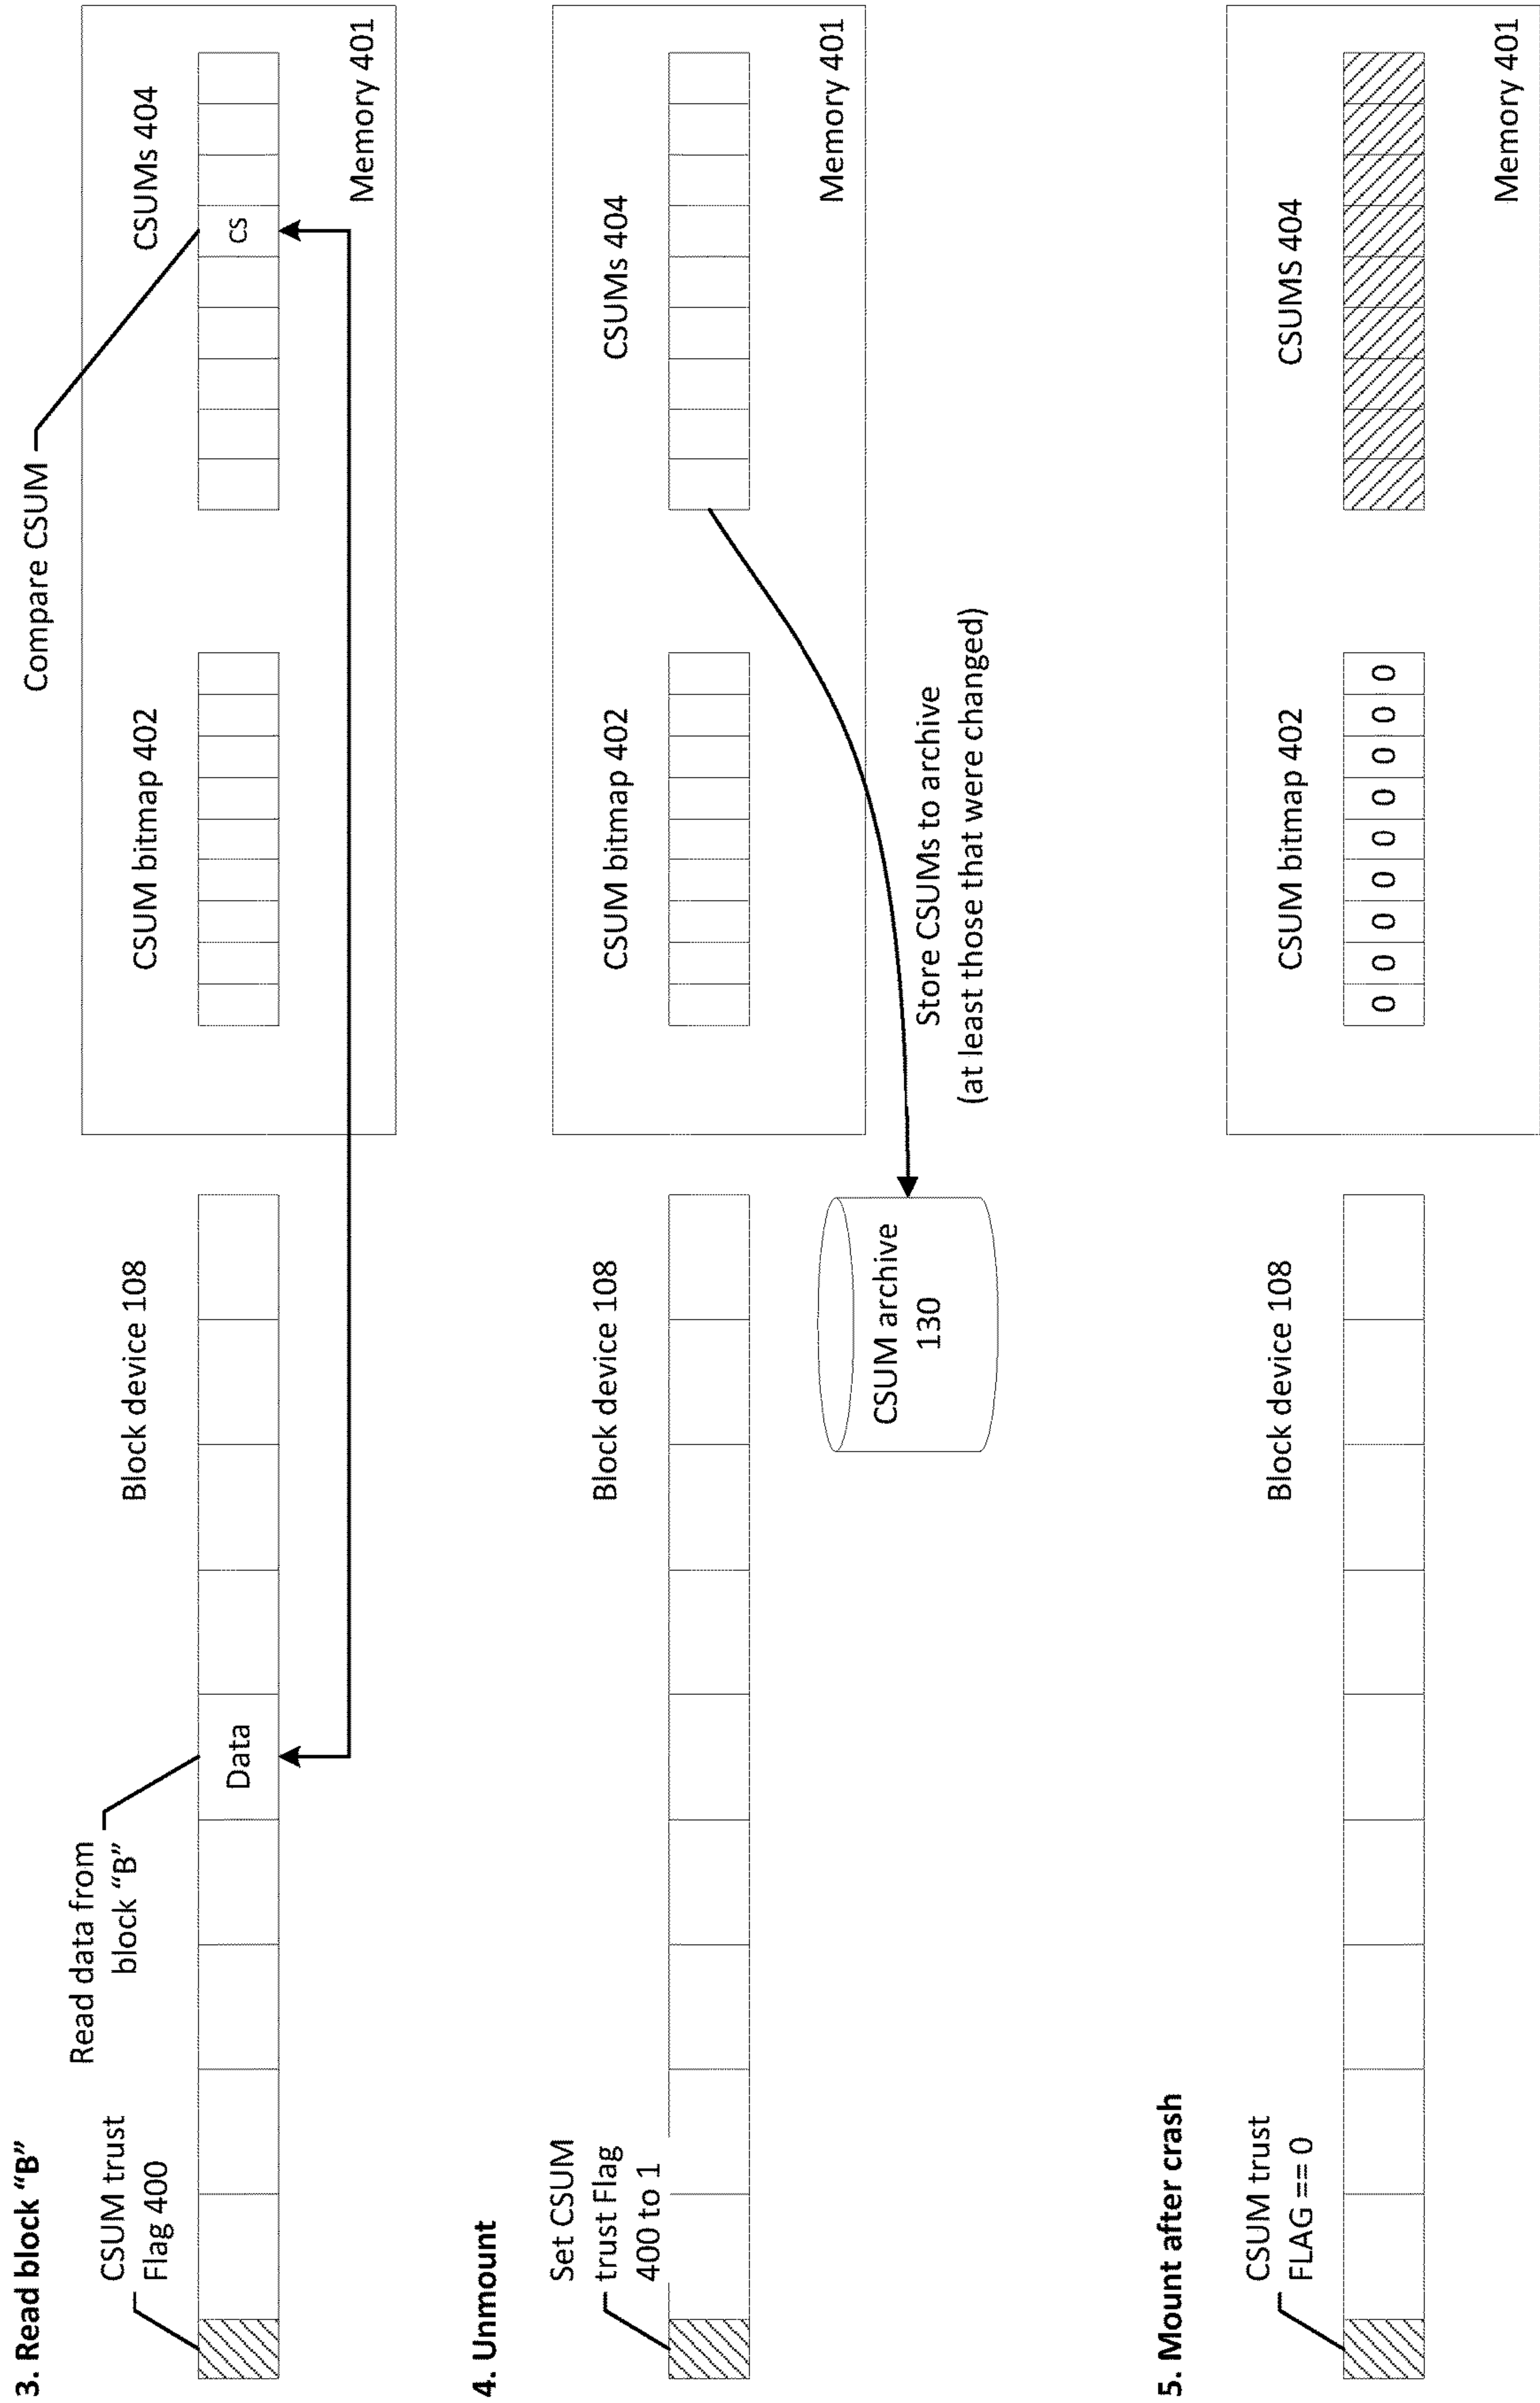 3. Read block “B”
CSUM trust
Flag 400
Read data from
block “B”
Data
Block device 108
Compare CSUM
CSUM bitmap 402
CSUMs 404
CS
Memory 401
4. Unmount
Set CSUM
trust Flag
400 to 1
Block device 108
CSUM archive
130
CSUM bitmap 402
CSUMs 404
Memory 401
Store CSUMs to archive
(at least those that were changed)
5. Mount after crash
CSUM trust
FLAG == 0
Block device 108
CSUM bitmap 402
0 0 0 0 0 0 0 0 0
CSUMS 404
Memory 401